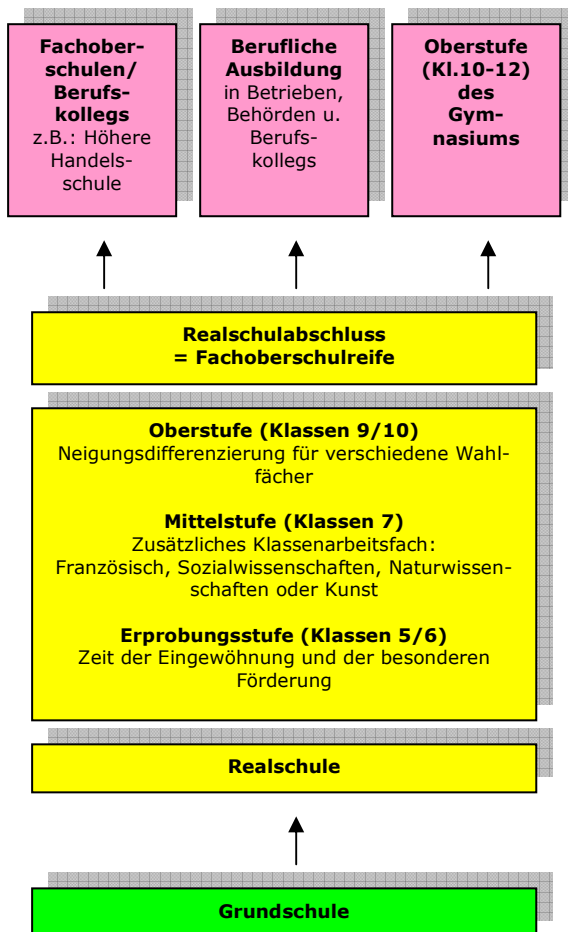 Fachober-
schulen/
Berufs-
kollegs
z.B.: Höhere
Handels-
schule
Berufliche
Ausbildung
in Betrieben,
Behörden u.
Berufs-
kollegs
Oberstufe
(Kl.10-12)
des
Gym-
nasiums
Realschulabschluss
= Fachoberschulreife
Oberstufe (Klassen 9/10)
Neigungsdifferenzierung für verschiedene Wahl-
fächer
Mittelstufe (Klassen 7)
Zusätzliches Klassenarbeitsfach:
Französisch, Sozialwissenschaften, Naturwissen-
schaften oder Kunst
Erprobungsstufe (Klassen 5/6)
Zeit der Eingewöhnung und der besonderen
Förderung
Realschule
Grundschule